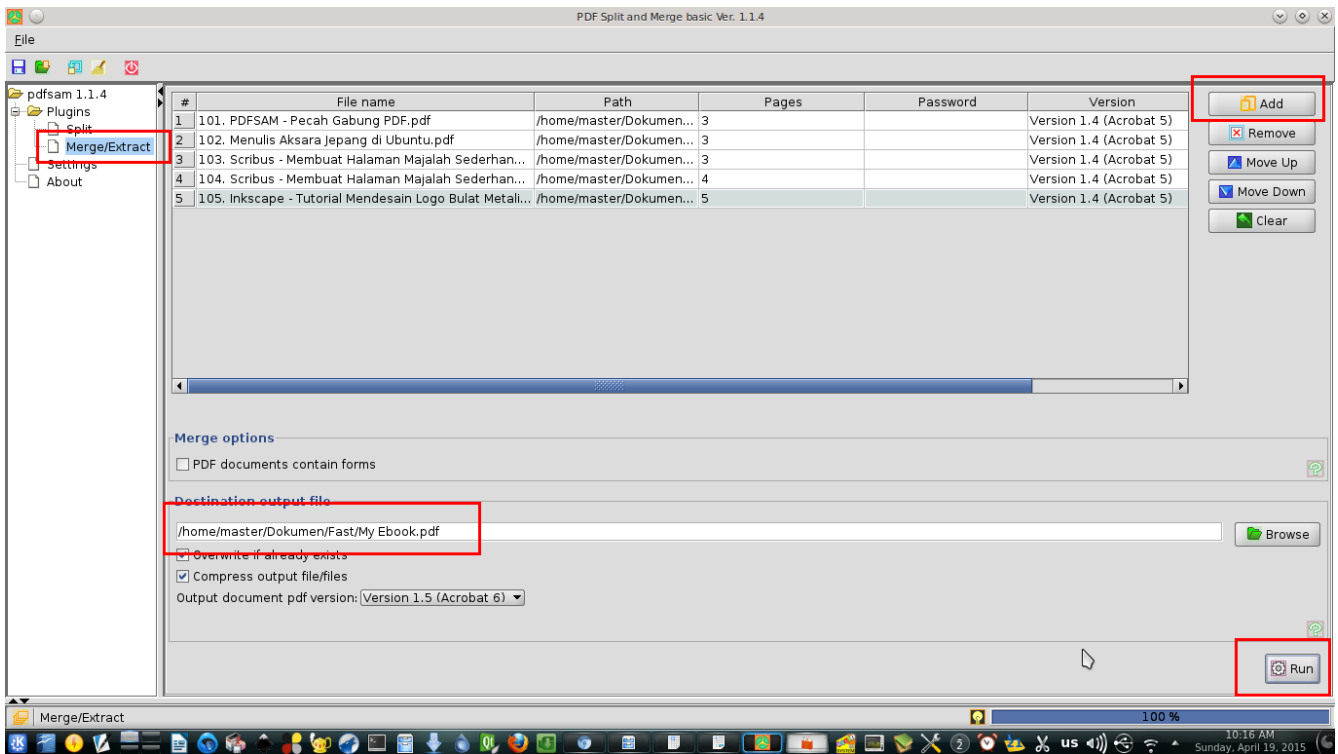 PDF Split and Merge basic Ver. 1.1.4
File
pdfsam 1.1.4
Plugins
Split
Merge/Extract
Settings
About
# File name Path Pages Password Version
1 101. PDFSAM - Pecah Gabung PDF.pdf /home/master/Dokumen... 3 Version 1.4 (Acrobat 5)
2 102. Menulis Aksara Jepang di Ubuntu.pdf /home/master/Dokumen... 3 Version 1.4 (Acrobat 5)
3 103. Scribus - Membuat Halaman Majalah Sederhan... /home/master/Dokumen... 3 Version 1.4 (Acrobat 5)
4 104. Scribus - Membuat Halaman Majalah Sederhan... /home/master/Dokumen... 4 Version 1.4 (Acrobat 5)
5 105. Inkscape - Tutorial Mendesain Logo Bulat Metali... /home/master/Dokumen... 5 Version 1.4 (Acrobat 5)
Add
Remove
Move Up
Move Down
Clear
Merge options
PDF documents contain forms
Destination output file
/home/master/Dokumen/Fast/My Ebook.pdf
Browse
Overwrite if already exists
Compress output file/files
Output document pdf version: Version 1.5 (Acrobat 6)
Run
Merge/Extract
100 %
2
us
10:16 AM
Sunday, April 19, 2015